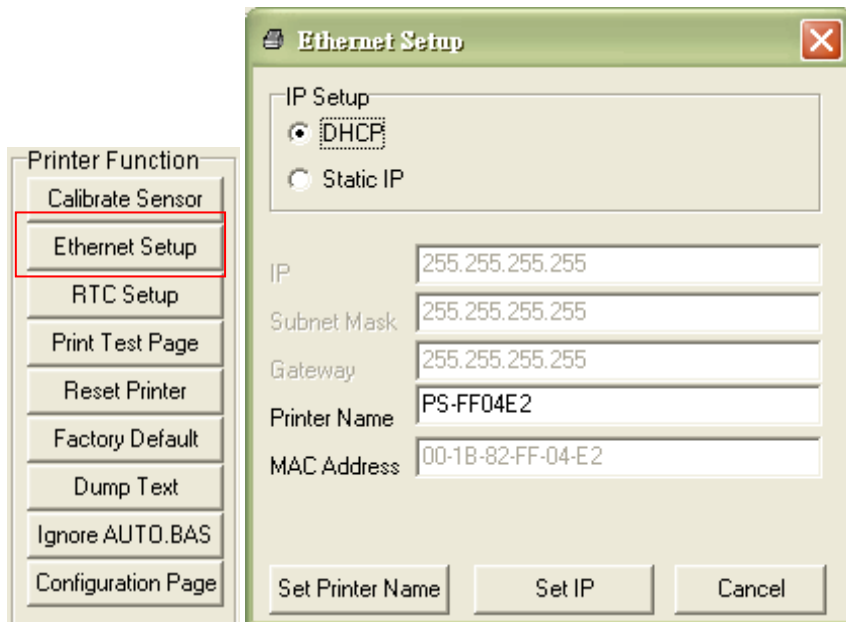 Printer Function
Calibrate Sensor
Ethernet Setup
RTC Setup
Print Test Page
Reset Printer
Factory Default
Dump Text
Ignore AUTO.BAS
Configuration Page
Ethernet Setup
IP Setup
DHCP
Static IP
IP 255.255.255.255
Subnet Mask 255.255.255.255
Gateway 255.255.255.255
Printer Name PS-FF04E2
MAC Address 00-1B-82-FF-04-E2
Set Printer Name Set IP Cancel